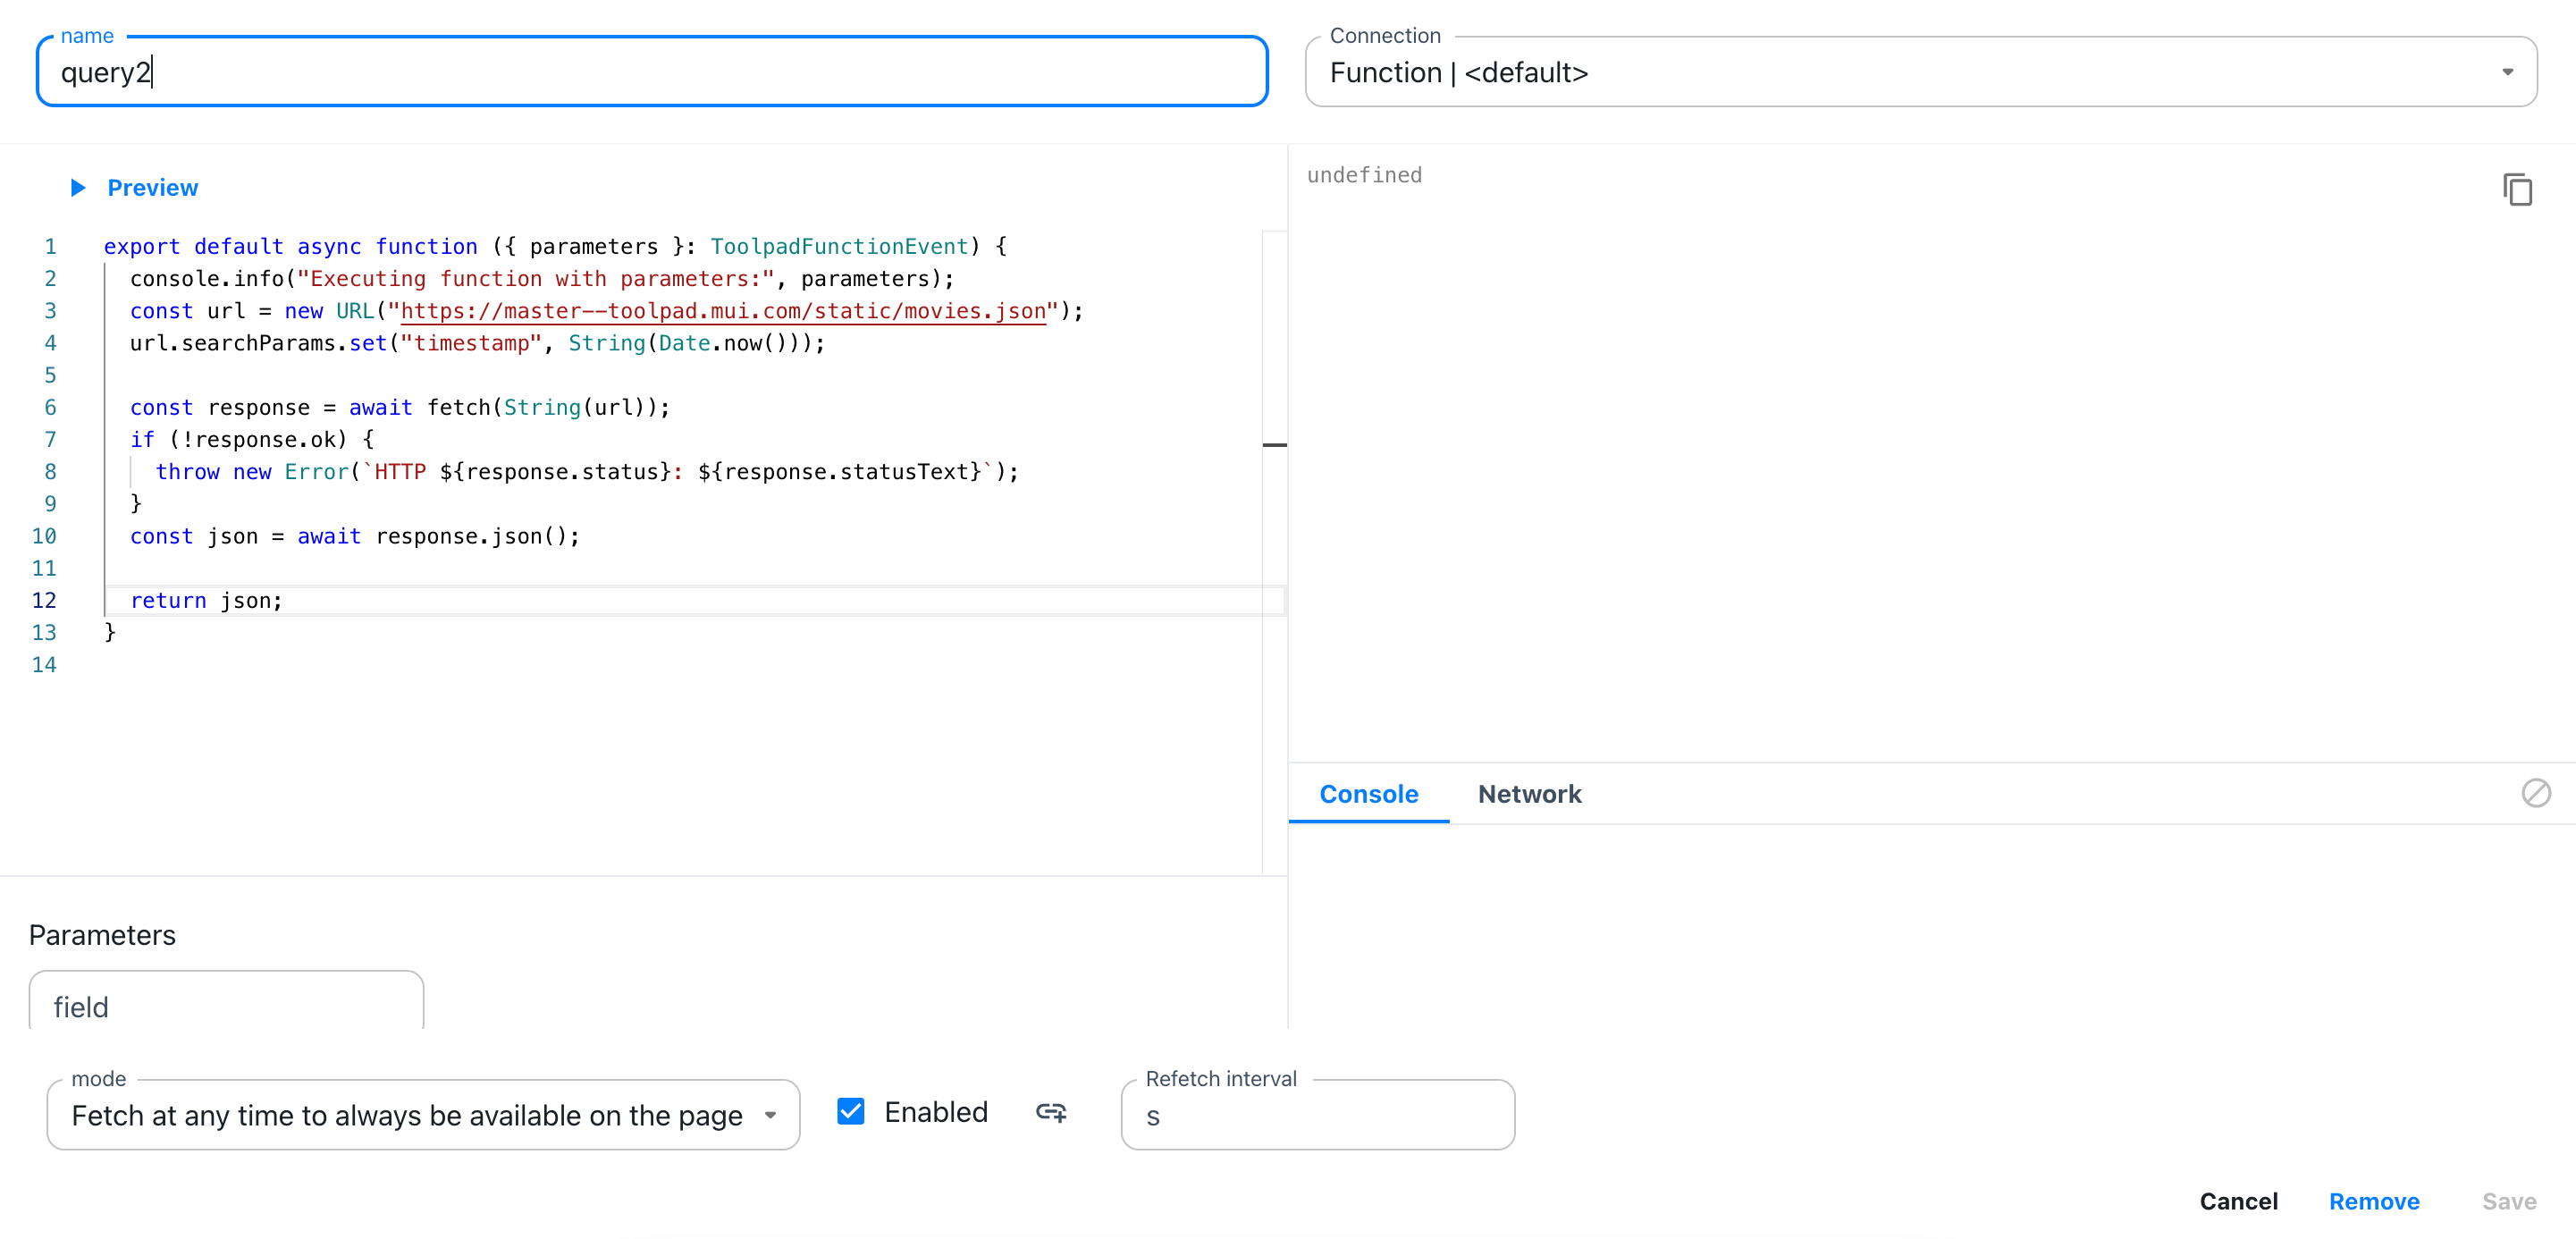 name
query2
Connection
Function | <default>
Preview
undefined
1 export default async function ({ parameters }: ToolpadFunctionEvent) {
2 console.info("Executing function with parameters:", parameters);
3 const url = new URL("https://master--toolpad.mui.com/static/movies.json");
4 url.searchParams.set("timestamp", String(Date.now()));
5
6 const response = await fetch(String(url));
7 if (!response.ok) {
8 throw new Error(`HTTP ${response.status}: ${response.statusText}`);
9 }
10 const json = await response.json();
11
12 return json;
13 }
14
Console Network
Parameters
field
mode
Fetch at any time to always be available on the page
Enabled
Refetch interval
s
Cancel Remove Save